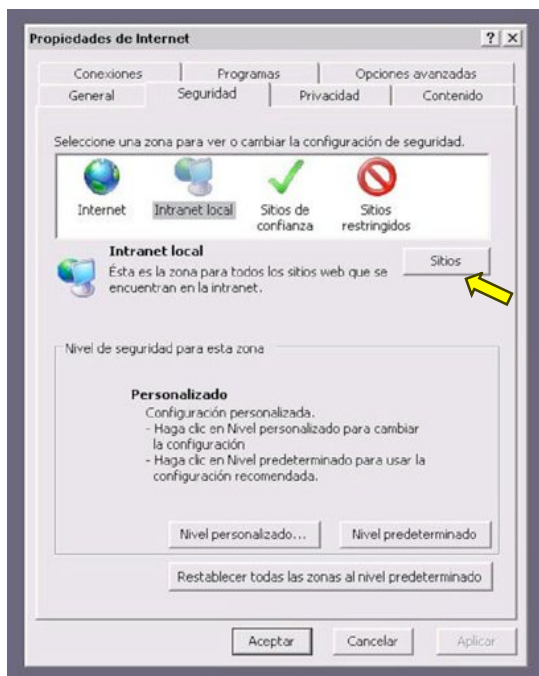 Propiedades de Internet
Conexiones Programas Opciones avanzadas
General Seguridad Privacidad Contenido
Seleccione una zona para ver o cambiar la configuración de seguridad.
Internet Intranet local Sitios de confianza Sitios restringidos
Intranet local
Ésta es la zona para todos los sitios web que se
encuentran en la intranet.
Sitios
Nivel de seguridad para esta zona
Personalizado
Configuración personalizada.
- Haga clic en Nivel personalizado para cambiar
la configuración
- Haga clic en Nivel predeterminado para usar la
configuración recomendada.
Nivel personalizado... Nivel predeterminado
Restablecer todas las zonas al nivel predeterminado
Aceptar Cancelar Aplicar